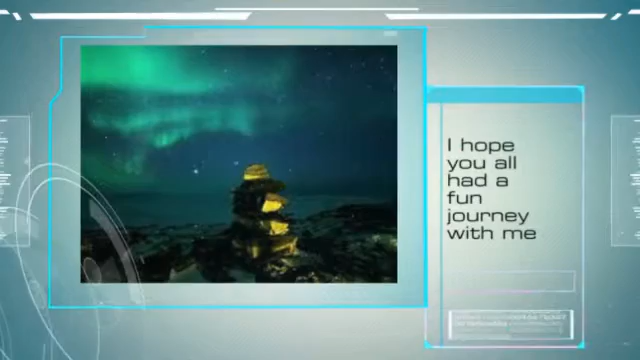 I hope
you all
had a
fun
journey
with me